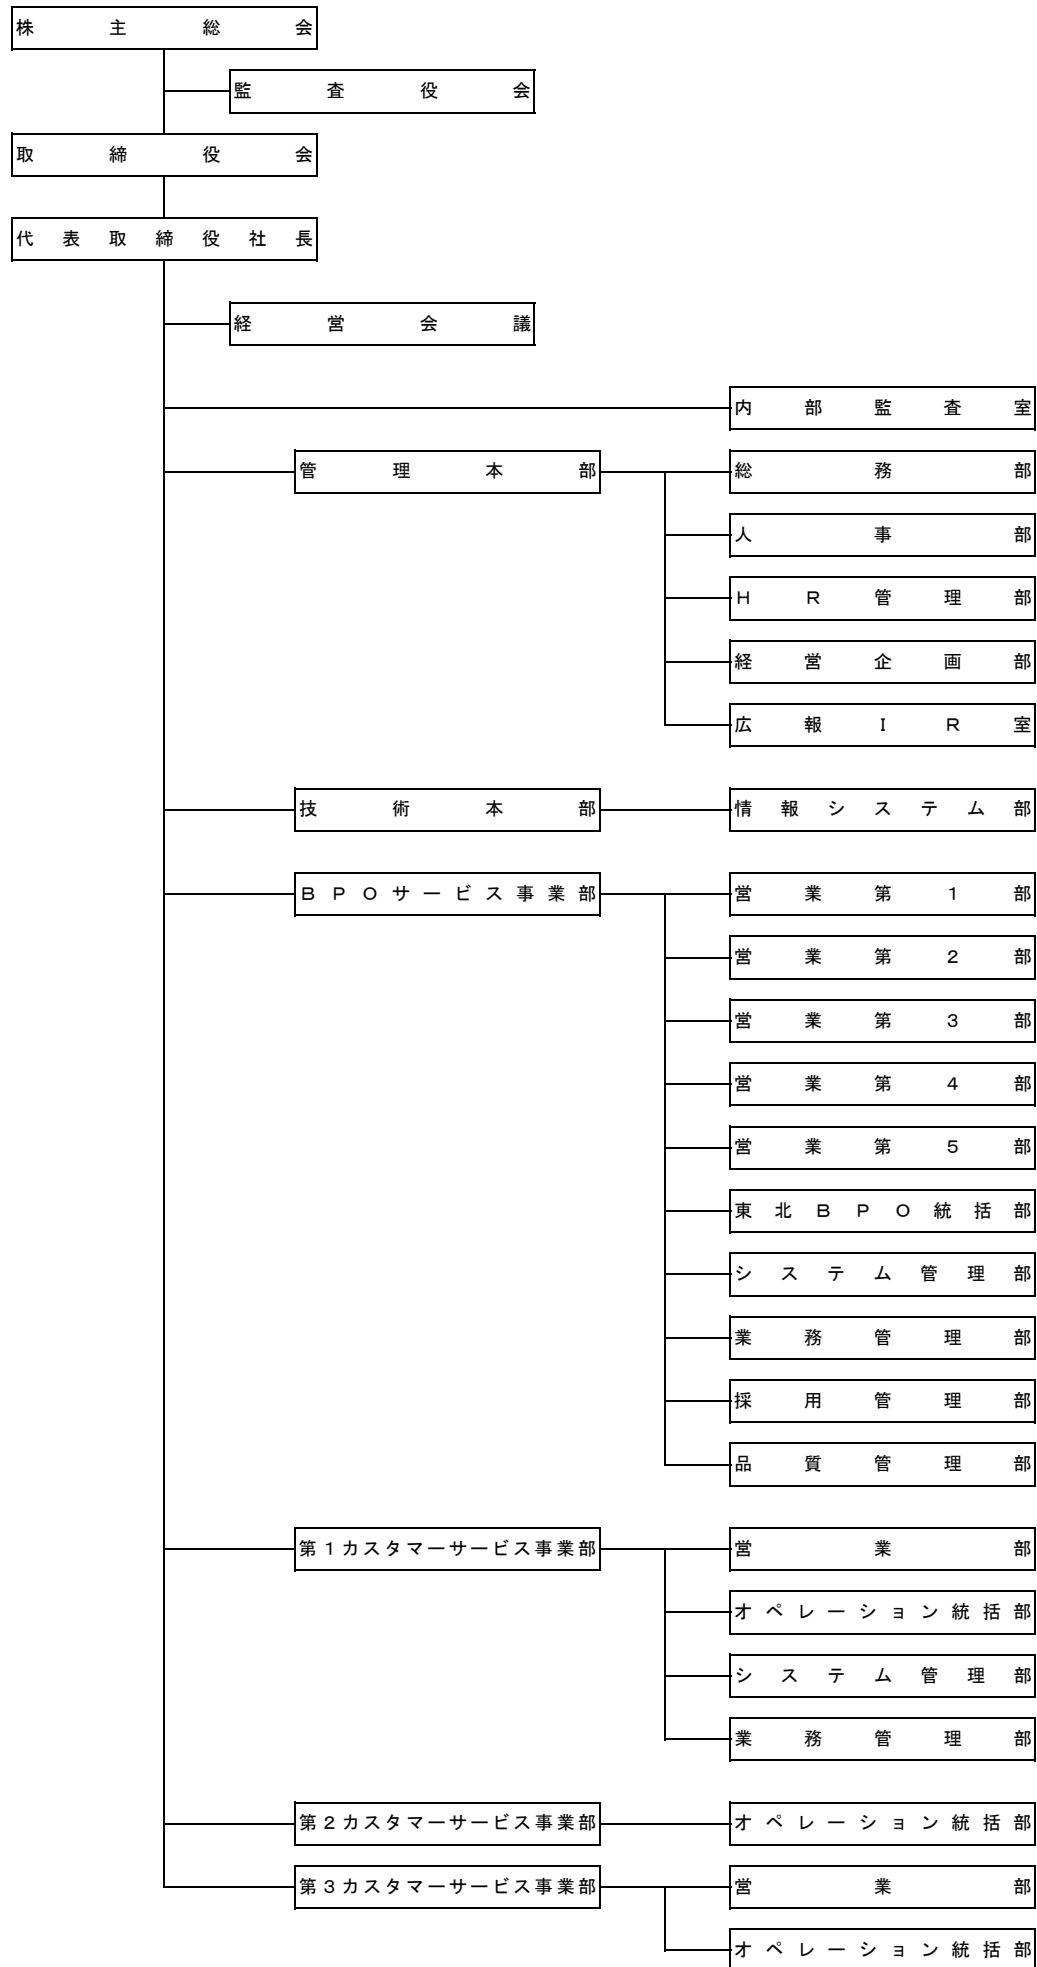 株主総会
監査役会
取締役会
代表取締役社長
経営会議
内部監査室
管理本部
総務部
人事部
HR管理部
経営企画部
広報IR室
技術本部
情報システム部
BPOサービス事業部
営業第1部
営業第2部
営業第3部
営業第4部
営業第5部
東北BPO統括部
システム管理部
業務管理部
採用管理部
品質管理部
第1カスタマーサービス事業部
営業部
オペレーション統括部
システム管理部
業務管理部
第2カスタマーサービス事業部
オペレーション統括部
第3カスタマーサービス事業部
営業部
オペレーション統括部